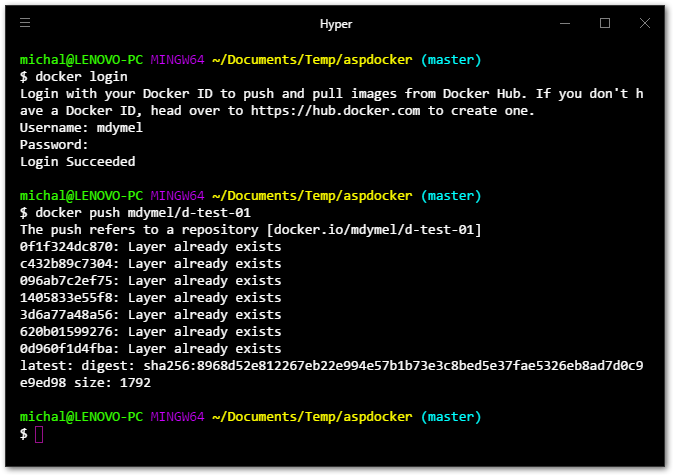 Hyper
michal@LENOVO-PC MINGW64 ~/Documents/Temp/aspdocker (master)
$ docker login
Login with your Docker ID to push and pull images from Docker Hub. If you don't h
ave a Docker ID, head over to https://hub.docker.com to create one.
Username: mdymel
Password:
Login Succeeded
michal@LENOVO-PC MINGW64 ~/Documents/Temp/aspdocker (master)
$ docker push mdymel/d-test-01
The push refers to a repository [docker.io/mdymel/d-test-01]
0f1f324dc870: Layer already exists
c432b89c7304: Layer already exists
096ab7c2ef75: Layer already exists
1405833e55f8: Layer already exists
3d6a77a48a56: Layer already exists
620b01599276: Layer already exists
0d960f1d4fba: Layer already exists
latest: digest: sha256:8968d52e812267eb22e994e57b1b73e3c8bed5e37fae5326eb8ad7d0c9
e9ed98 size: 1792
michal@LENOVO-PC MINGW64 ~/Documents/Temp/aspdocker (master)
$